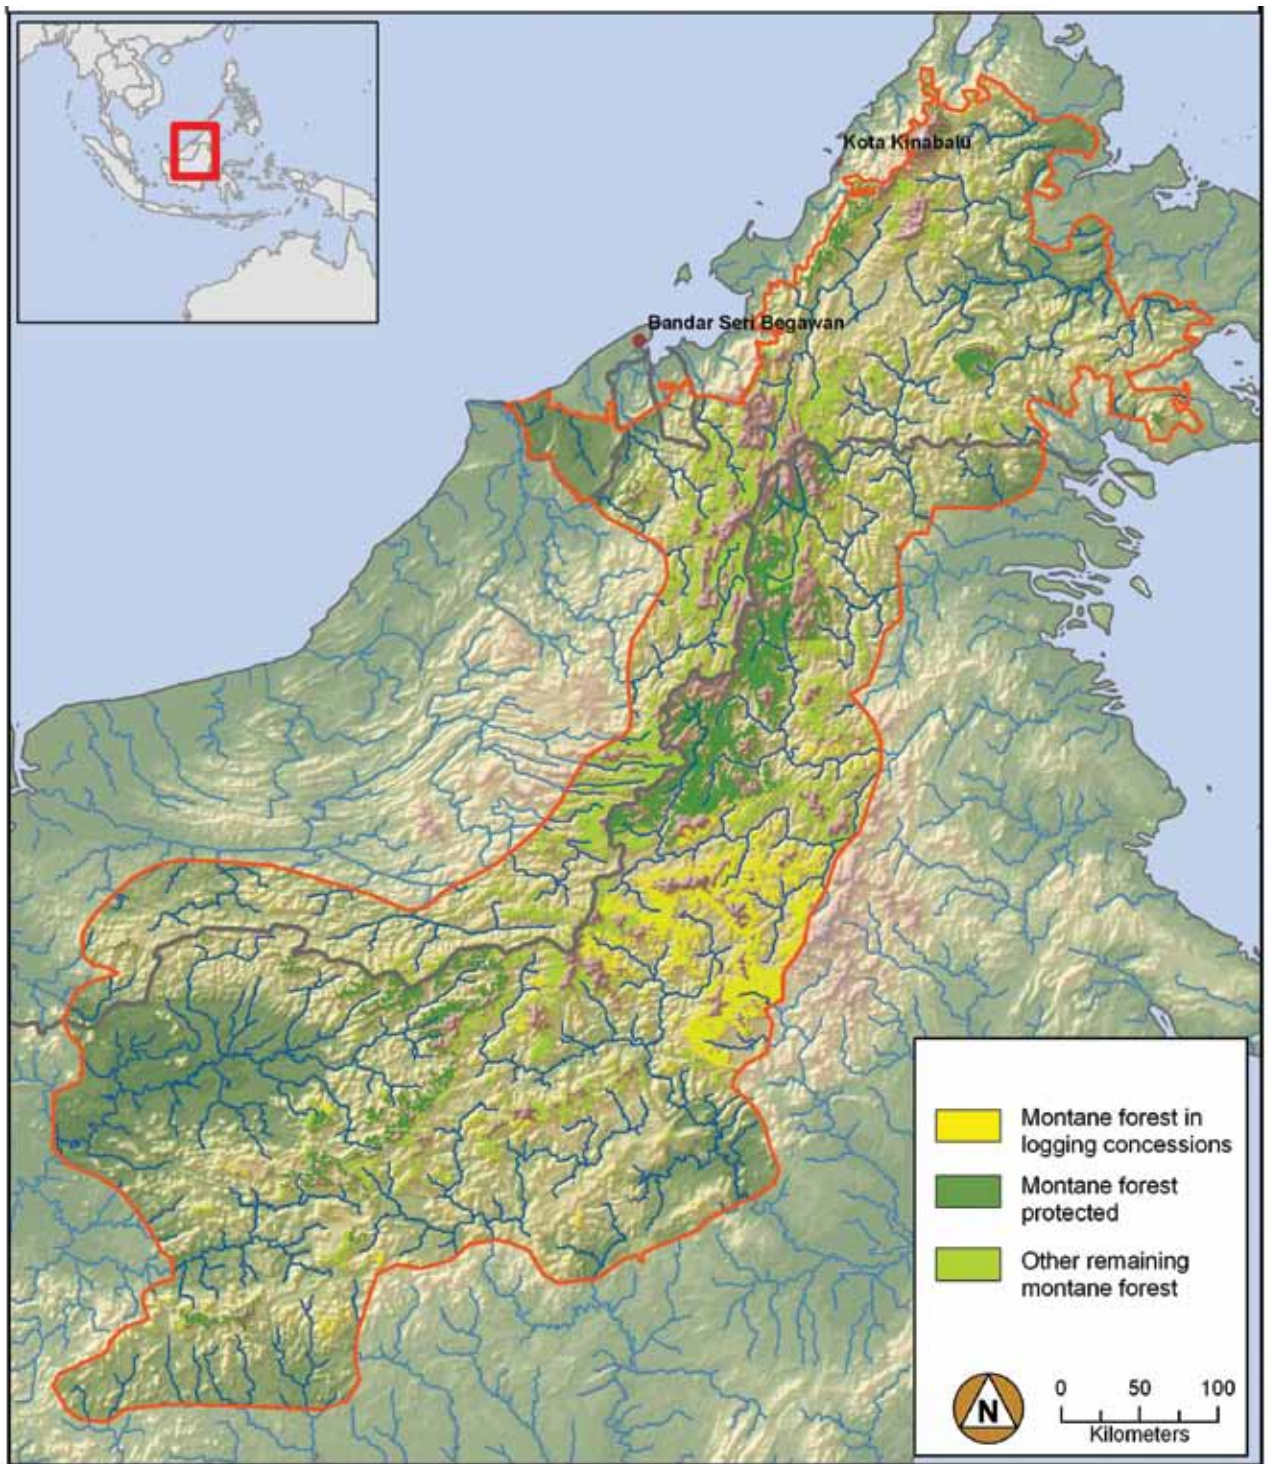 Kota Kinabalu
Bandar Seri Begawan
Montane forest in
logging concessions
Montane forest
protected
Other remaining
montane forest
N
0 50 100
Kilometers